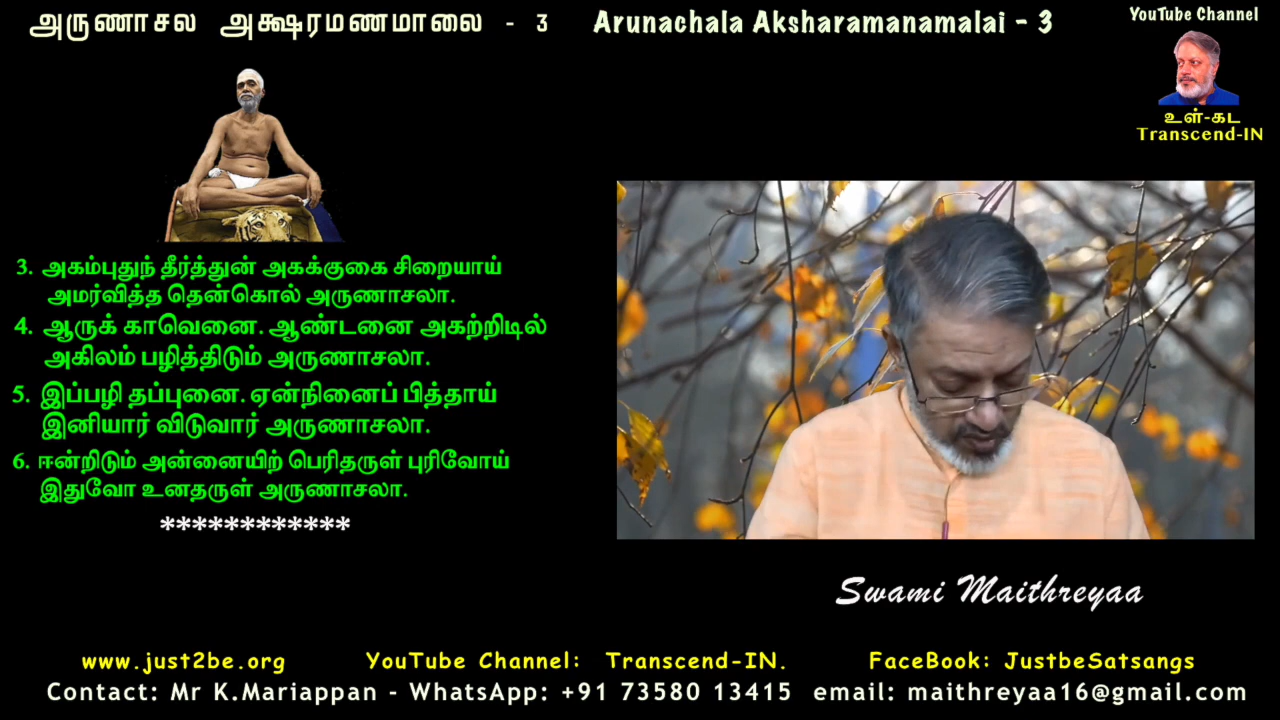 அருணாசல அக்ஷரமணமாலை - 3
Arunachala Aksharamanamalai - 3
YouTube Channel
உள்-கட
Transcend-IN
3. அகம்புதுந் தீர்த்துன் அகக்குகை சிறையாய்
அமர்வித்த தென்கொல் அருணாசலா.
4. ஆருக் காவெனை. ஆண்டனை அகற்றிடில்
அகிலம் பழித்திடும் அருணாசலா.
5. இப்பழி தப்புனை. ஏன்நினைப் பித்தாய்
இனியார் விடுவார் அருணாசலா.
6. ஈன்றிடும் அன்னையிற் பெரிதருள் புரிவோய்
இதுவோ உனதருள் அருணாசலா.
************
Swami Maithreyaa
www.just2be.org YouTube Channel: Transcend-IN. FaceBook: JustbeSatsangs
Contact: Mr K.Mariappan - WhatsApp: +91 73580 13415 email: maithreyaa16@gmail.com